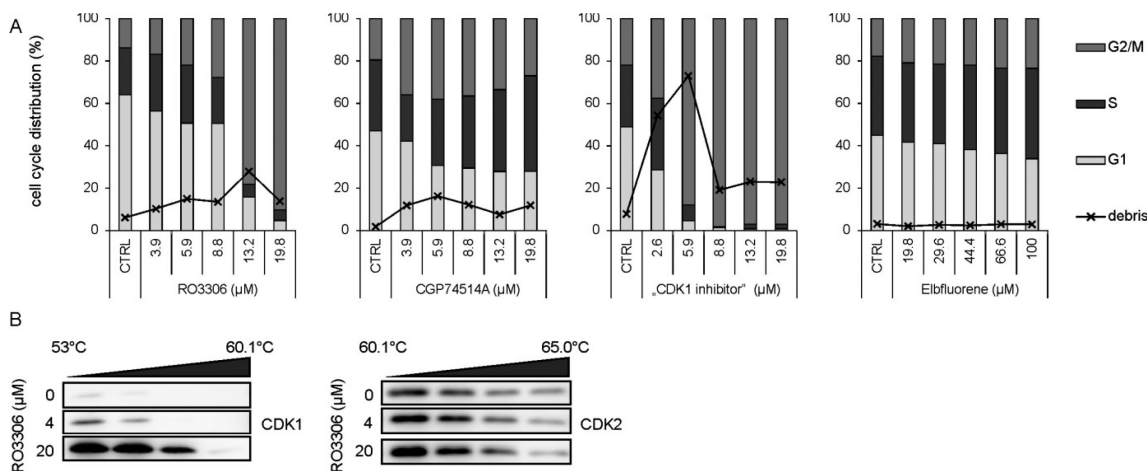 A
cell cycle distribution (%)
100
80
60
40
20
0
CTRL
3.9
5.9
8.8
13.2
19.8
RO3306 (µM)
100
80
60
40
20
0
CTRL
3.9
5.9
8.8
13.2
19.8
CGP74514A (µM)
100
80
60
40
20
0
CTRL
2.6
5.9
8.8
13.2
19.8
„CDK1 inhibitor“ (µM)
100
80
60
40
20
0
CTRL
19.8
29.6
44.4
66.6
100
Elbfluorene (µM)
G2/M
S
G1
debris
B
53°C 60.1°C
RO3306 (µM)
0
4
20
CDK1
60.1°C 65.0°C
RO3306 (µM)
0
4
20
CDK2